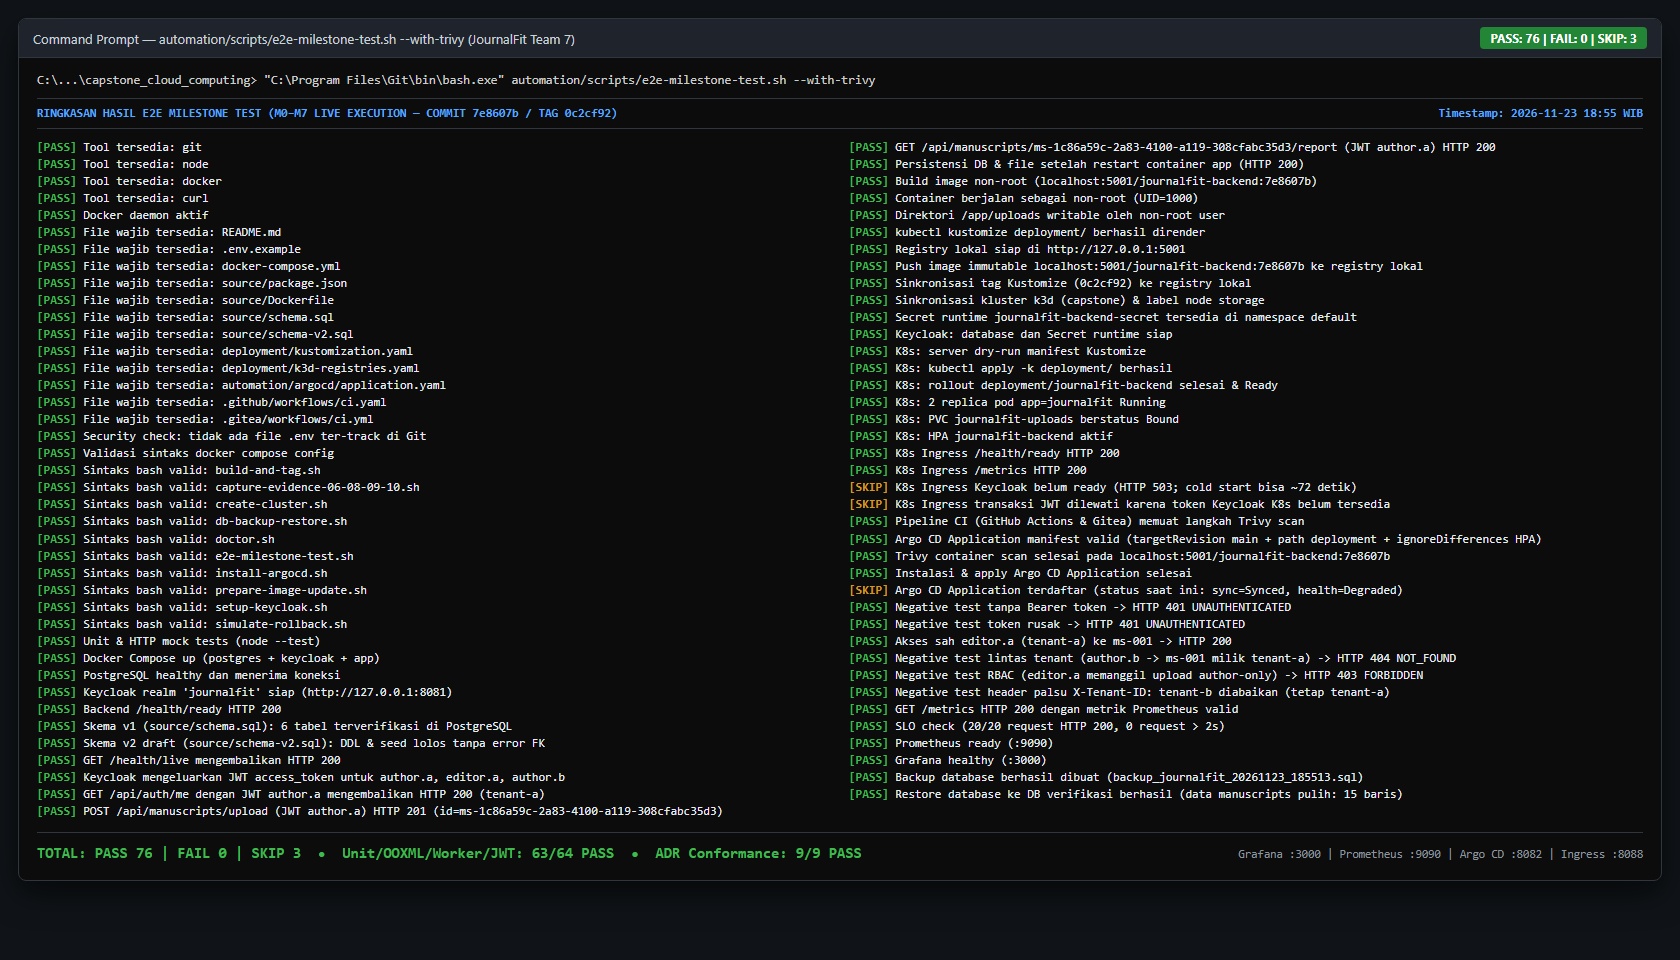 Command Prompt — automation/scripts/e2e-milestone-test.sh --with-trivy (JournalFit Team 7)
PASS: 76 | FAIL: 0 | SKIP: 3
C:\...\capstone_cloud_computing> "C:\Program Files\Git\bin\bash.exe" automation/scripts/e2e-milestone-test.sh --with-trivy
RINGKASAN HASIL E2E MILESTONE TEST (M0–M7 LIVE EXECUTION — COMMIT 7e8607b / TAG 0c2cf92)
Timestamp: 2026-11-23 18:55 WIB
[PASS] Tool tersedia: git
[PASS] Tool tersedia: node
[PASS] Tool tersedia: docker
[PASS] Tool tersedia: curl
[PASS] Docker daemon aktif
[PASS] File wajib tersedia: README.md
[PASS] File wajib tersedia: .env.example
[PASS] File wajib tersedia: docker-compose.yml
[PASS] File wajib tersedia: source/package.json
[PASS] File wajib tersedia: source/Dockerfile
[PASS] File wajib tersedia: source/schema.sql
[PASS] File wajib tersedia: source/schema-v2.sql
[PASS] File wajib tersedia: deployment/kustomization.yaml
[PASS] File wajib tersedia: deployment/k3d-registries.yaml
[PASS] File wajib tersedia: automation/argocd/application.yaml
[PASS] File wajib tersedia: .github/workflows/ci.yaml
[PASS] File wajib tersedia: .gitea/workflows/ci.yml
[PASS] Security check: tidak ada file .env ter-track di Git
[PASS] Validasi sintaks docker compose config
[PASS] Sintaks bash valid: build-and-tag.sh
[PASS] Sintaks bash valid: capture-evidence-06-08-09-10.sh
[PASS] Sintaks bash valid: create-cluster.sh
[PASS] Sintaks bash valid: db-backup-restore.sh
[PASS] Sintaks bash valid: doctor.sh
[PASS] Sintaks bash valid: e2e-milestone-test.sh
[PASS] Sintaks bash valid: install-argocd.sh
[PASS] Sintaks bash valid: prepare-image-update.sh
[PASS] Sintaks bash valid: setup-keycloak.sh
[PASS] Sintaks bash valid: simulate-rollback.sh
[PASS] Unit & HTTP mock tests (node --test)
[PASS] Docker Compose up (postgres + keycloak + app)
[PASS] PostgreSQL healthy dan menerima koneksi
[PASS] Keycloak realm 'journalfit' siap (http://127.0.0.1:8081)
[PASS] Backend /health/ready HTTP 200
[PASS] Skema v1 (source/schema.sql): 6 tabel terverifikasi di PostgreSQL
[PASS] Skema v2 draft (source/schema-v2.sql): DDL & seed lolos tanpa error FK
[PASS] GET /health/live mengembalikan HTTP 200
[PASS] Keycloak mengeluarkan JWT access_token untuk author.a, editor.a, author.b
[PASS] GET /api/auth/me dengan JWT author.a mengembalikan HTTP 200 (tenant-a)
[PASS] POST /api/manuscripts/upload (JWT author.a) HTTP 201 (id=ms-1c86a59c-2a83-4100-a119-308cfabc35d3)
[PASS] GET /api/manuscripts/ms-1c86a59c-2a83-4100-a119-308cfabc35d3/report (JWT author.a) HTTP 200
[PASS] Persistensi DB & file setelah restart container app (HTTP 200)
[PASS] Build image non-root (localhost:5001/journalfit-backend:7e8607b)
[PASS] Container berjalan sebagai non-root (UID=1000)
[PASS] Direktori /app/uploads writable oleh non-root user
[PASS] kubectl kustomize deployment/ berhasil dirender
[PASS] Registry lokal siap di http://127.0.0.1:5001
[PASS] Push image immutable localhost:5001/journalfit-backend:7e8607b ke registry lokal
[PASS] Sinkronisasi tag Kustomize (0c2cf92) ke registry lokal
[PASS] Sinkronisasi kluster k3d (capstone) & label node storage
[PASS] Secret runtime journalfit-backend-secret tersedia di namespace default
[PASS] Keycloak: database dan Secret runtime siap
[PASS] K8s: server dry-run manifest Kustomize
[PASS] K8s: kubectl apply -k deployment/ berhasil
[PASS] K8s: rollout deployment/journalfit-backend selesai & Ready
[PASS] K8s: 2 replica pod app=journalfit Running
[PASS] K8s: PVC journalfit-uploads berstatus Bound
[PASS] K8s: HPA journalfit-backend aktif
[PASS] K8s Ingress /health/ready HTTP 200
[PASS] K8s Ingress /metrics HTTP 200
[SKIP] K8s Ingress Keycloak belum ready (HTTP 503; cold start bisa ~72 detik)
[SKIP] K8s Ingress transaksi JWT dilewati karena token Keycloak K8s belum tersedia
[PASS] Pipeline CI (GitHub Actions & Gitea) memuat langkah Trivy scan
[PASS] Argo CD Application manifest valid (targetRevision main + path deployment + ignoreDifferences HPA)
[PASS] Trivy container scan selesai pada localhost:5001/journalfit-backend:7e8607b
[PASS] Instalasi & apply Argo CD Application selesai
[SKIP] Argo CD Application terdaftar (status saat ini: sync=Synced, health=Degraded)
[PASS] Negative test tanpa Bearer token -> HTTP 401 UNAUTHENTICATED
[PASS] Negative test token rusak -> HTTP 401 UNAUTHENTICATED
[PASS] Akses sah editor.a (tenant-a) ke ms-001 -> HTTP 200
[PASS] Negative test lintas tenant (author.b -> ms-001 milik tenant-a) -> HTTP 404 NOT_FOUND
[PASS] Negative test RBAC (editor.a memanggil upload author-only) -> HTTP 403 FORBIDDEN
[PASS] Negative test header palsu X-Tenant-ID: tenant-b diabaikan (tetap tenant-a)
[PASS] GET /metrics HTTP 200 dengan metrik Prometheus valid
[PASS] SLO check (20/20 request HTTP 200, 0 request > 2s)
[PASS] Prometheus ready (:9090)
[PASS] Grafana healthy (:3000)
[PASS] Backup database berhasil dibuat (backup_journalfit_20261123_185513.sql)
[PASS] Restore database ke DB verifikasi berhasil (data manuscripts pulih: 15 baris)
TOTAL: PASS 76 | FAIL 0 | SKIP 3 • Unit/OOXML/Worker/JWT: 63/64 PASS • ADR Conformance: 9/9 PASS
Grafana :3000 | Prometheus :9090 | Argo CD :8082 | Ingress :8088